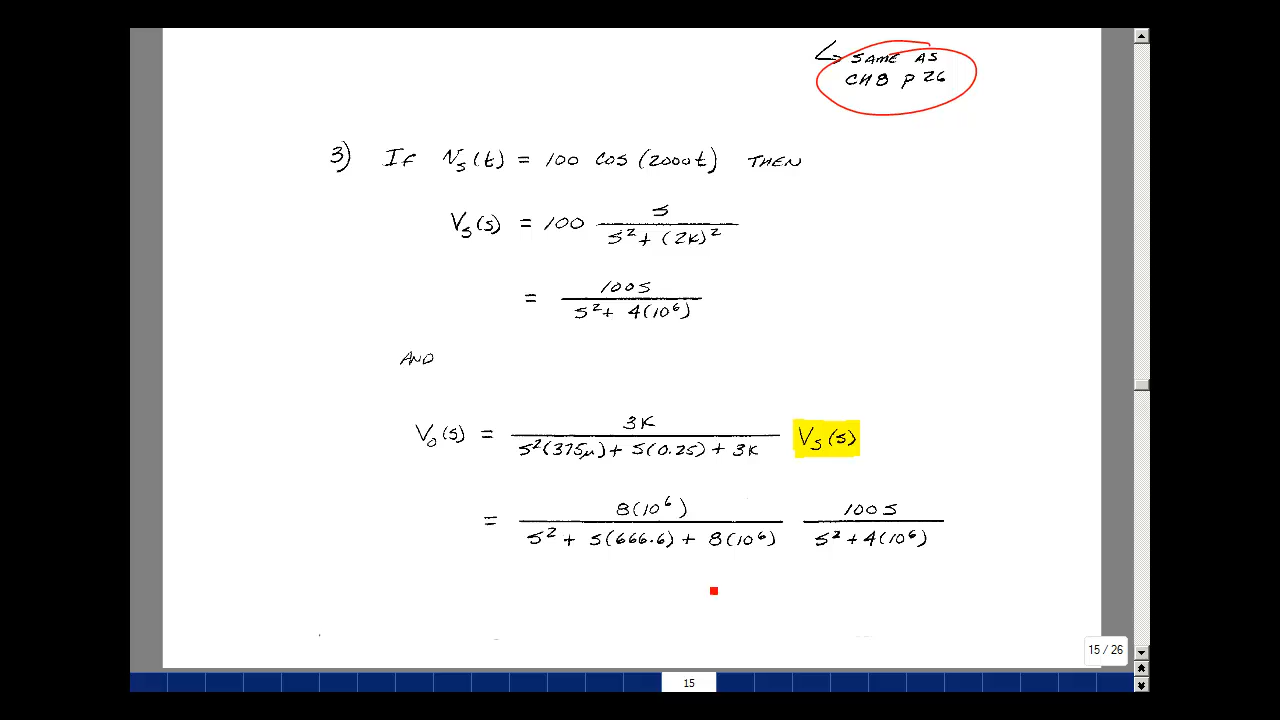 ↳ SAME AS
CH8 P 26
3) IF Vs(t) = 100 cos(2000t) THEN
Vs(s) = 100 s / (s² + (2K)²)
= 100s / (s² + 4(10⁶))
AND
Vo(s) = 3K / (s²(375μ) + s(0.25) + 3K) Vs(s)
= 8(10⁶) / (s² + s(666.6) + 8(10⁶)) 100s / (s² + 4(10⁶))
15 / 26
15